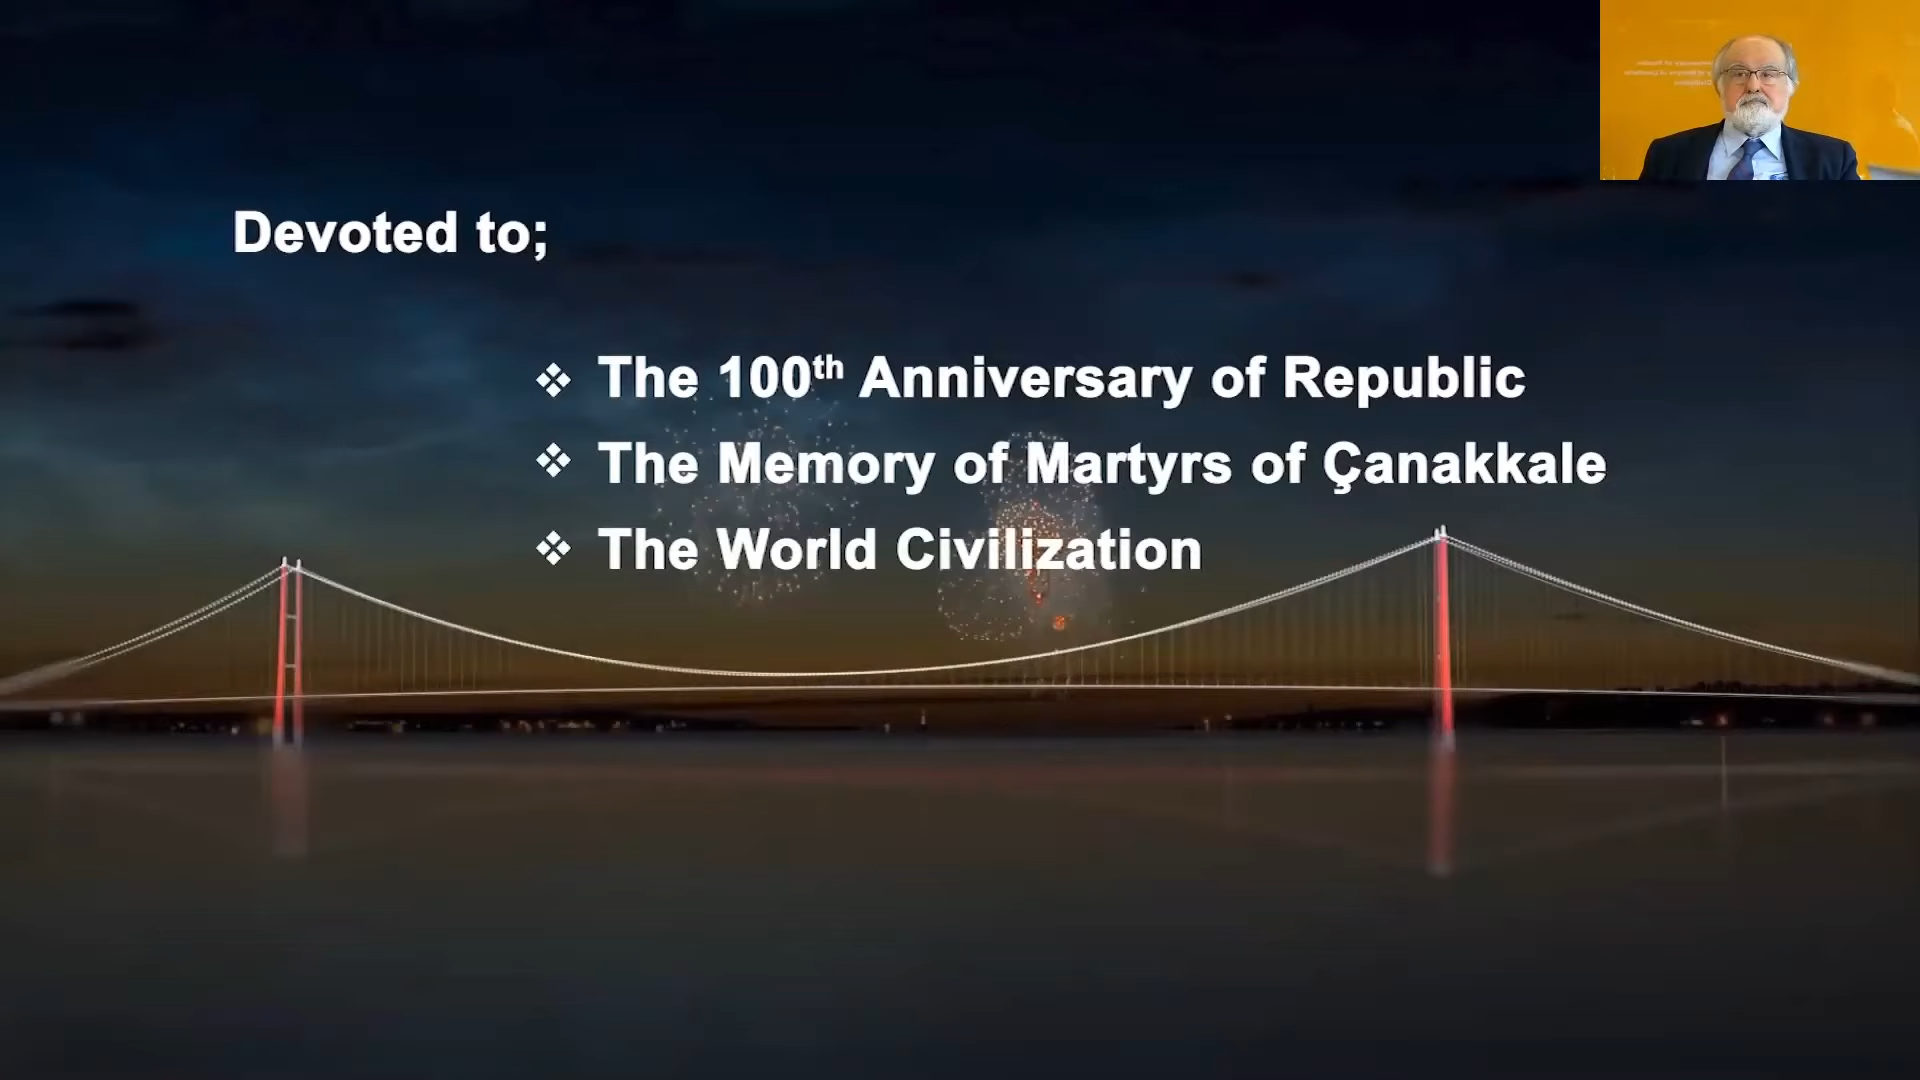 Devoted to;
❖ The 100th Anniversary of Republic
❖ The Memory of Martyrs of Çanakkale
❖ The World Civilization